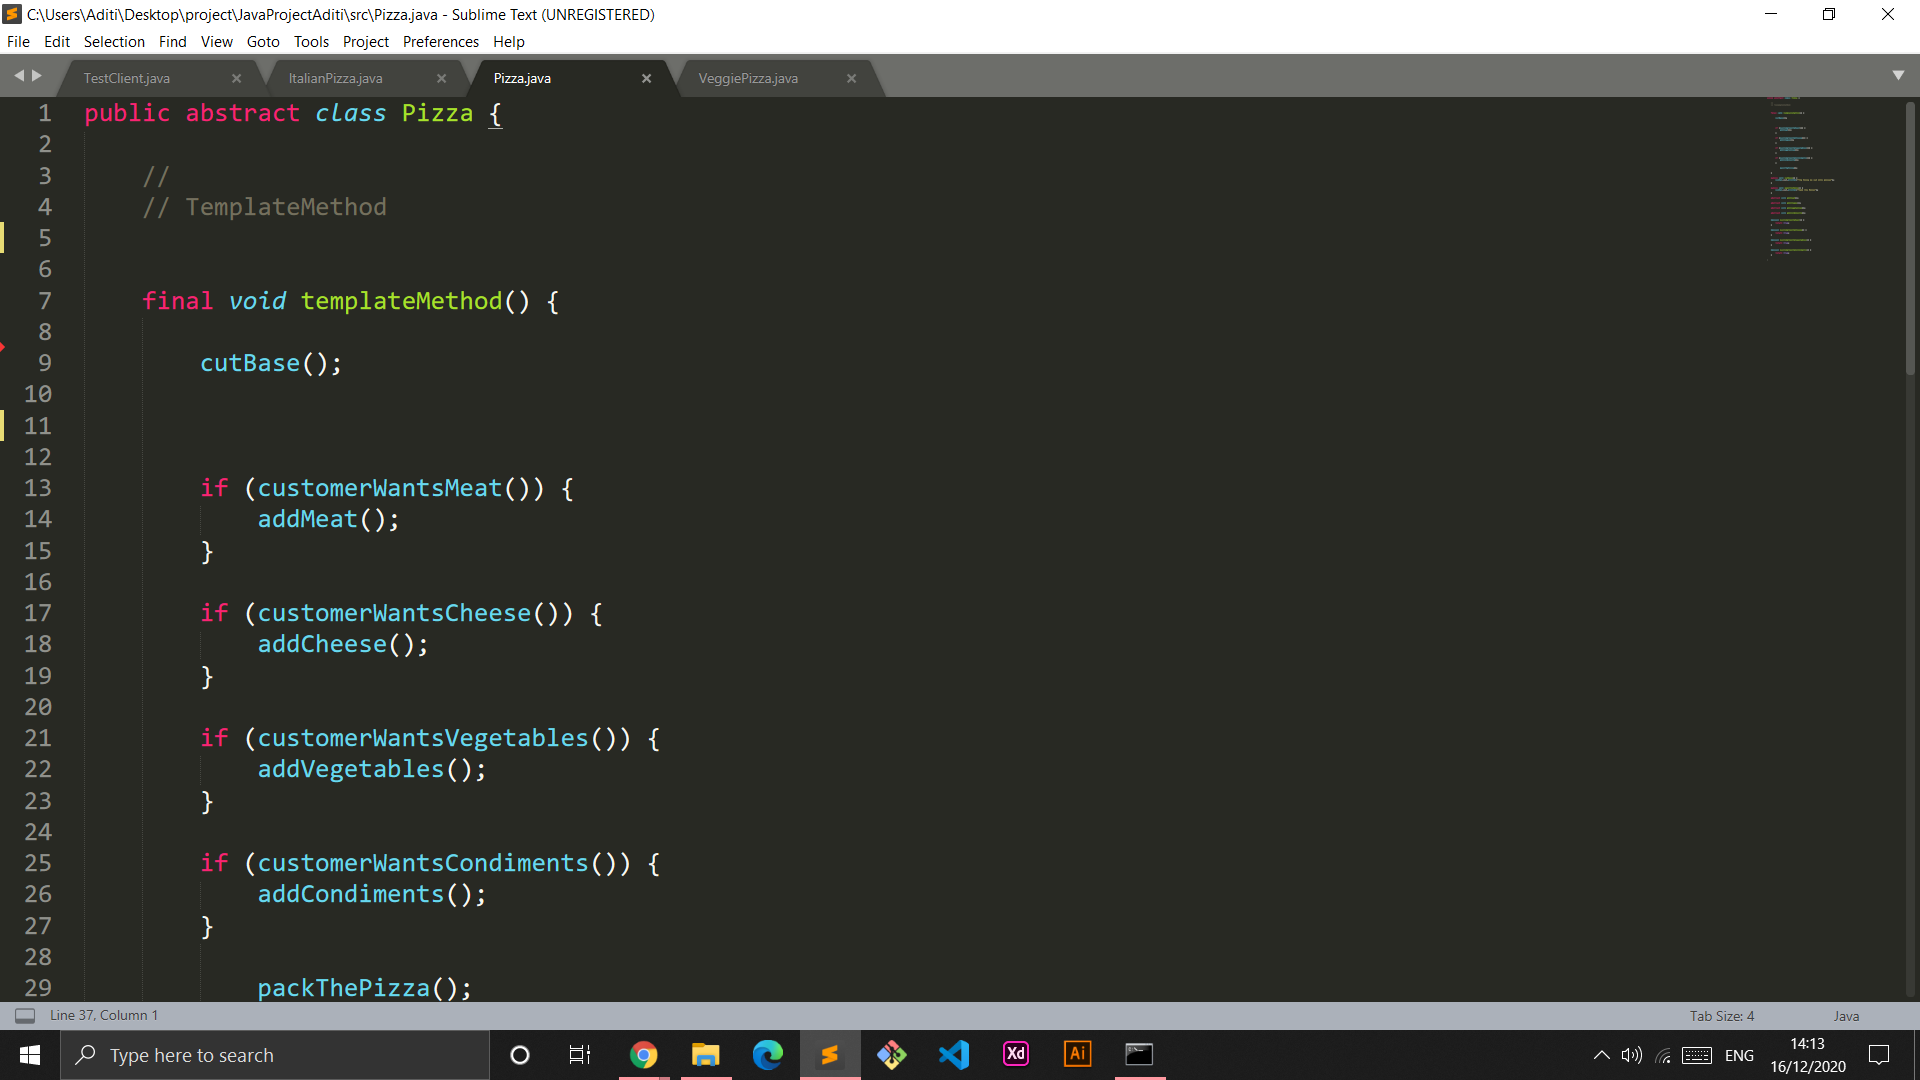 C:\Users\Aditi\Desktop\project\JavaProjectAditi\src\Pizza.java - Sublime Text (UNREGISTERED)
File Edit Selection Find View Goto Tools Project Preferences Help
TestClient.java ItalianPizza.java Pizza.java VeggiePizza.java
1 public abstract class Pizza {
2
3 //
4 // TemplateMethod
5
6
7 final void templateMethod() {
8
9 cutBase();
10
11
12
13 if (customerWantsMeat()) {
14 addMeat();
15 }
16
17 if (customerWantsCheese()) {
18 addCheese();
19 }
20
21 if (customerWantsVegetables()) {
22 addVegetables();
23 }
24
25 if (customerWantsCondiments()) {
26 addCondiments();
27 }
28
29 packThePizza();
Line 37, Column 1 Tab Size: 4 Java
Type here to search Xd Ai ENG 14:13
16/12/2020